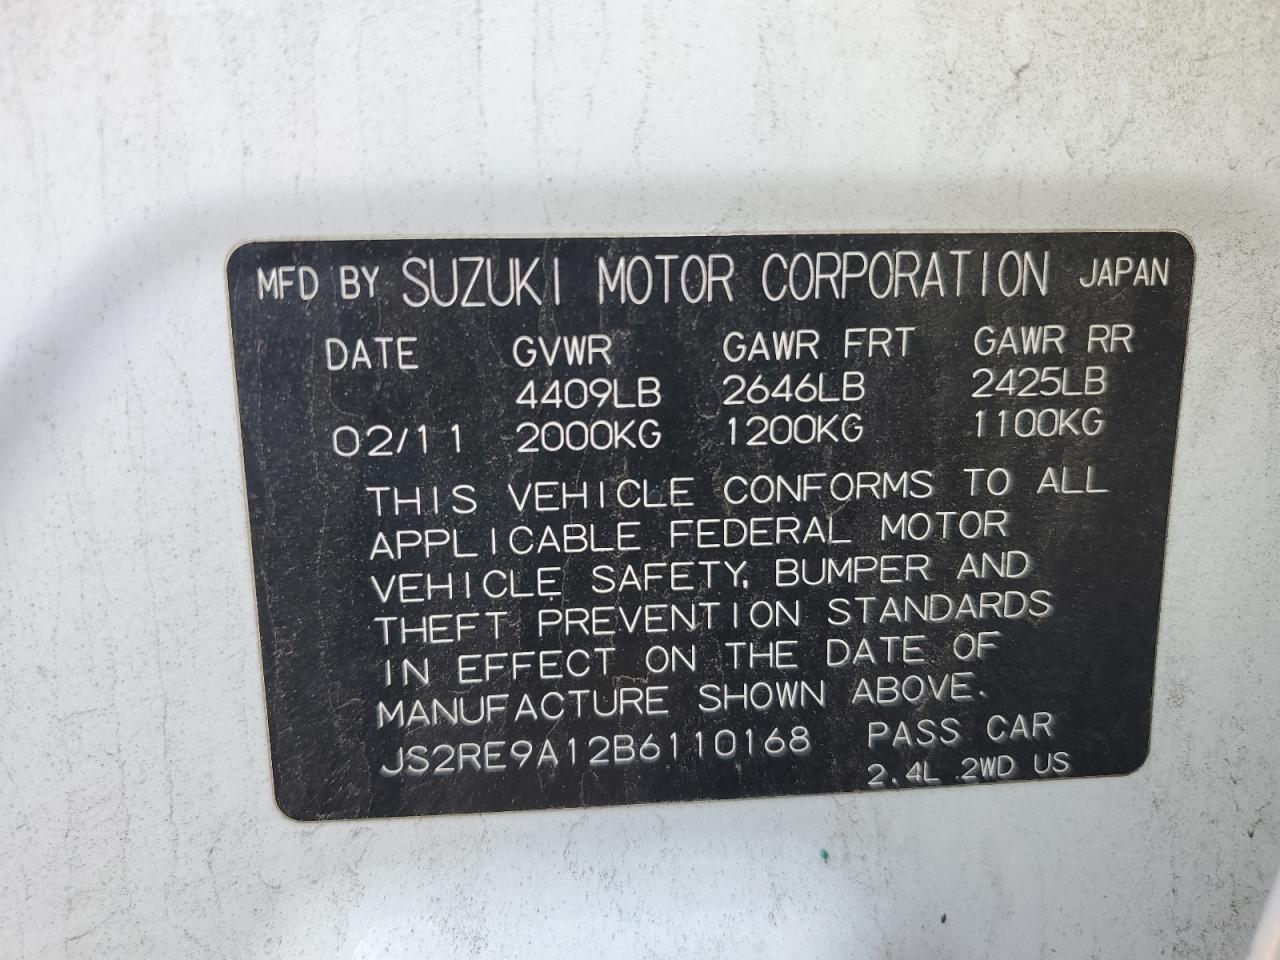 MFD BY SUZUKI MOTOR CORPORATION JAPAN
DATE GVWR GAWR FRT GAWR RR
4409LB 2646LB 2425LB
02/11 2000KG 1200KG 1100KG
THIS VEHICLE CONFORMS TO ALL
APPLICABLE FEDERAL MOTOR
VEHICLE SAFETY, BUMPER AND
THEFT PREVENTION STANDARDS
IN EFFECT ON THE DATE OF
MANUFACTURE SHOWN ABOVE.
JS2RE9A12B6110168 PASS CAR
2.4L 2WD US